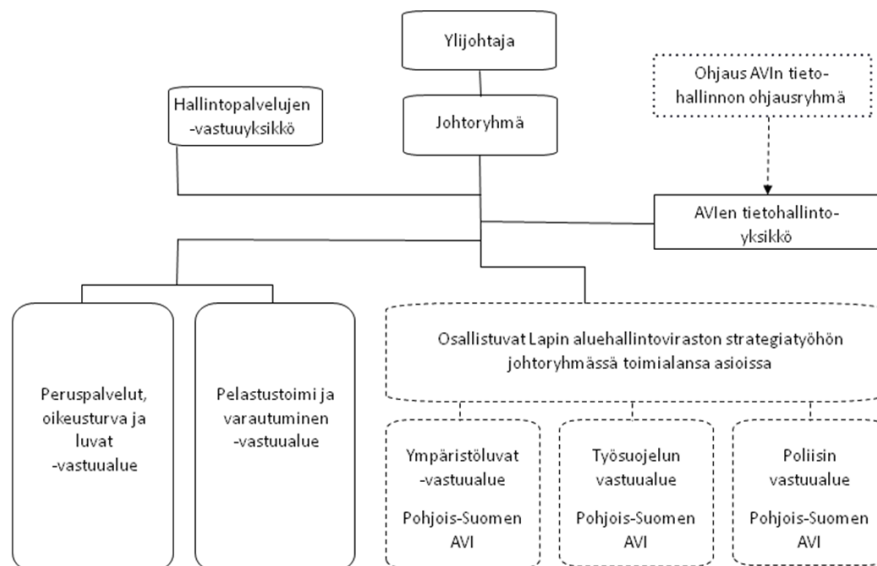 Ylijohtaja
Ohjaus AVIn tieto-
hallinnon ohjausryhmä
Hallintopalvelujen
-vastuuyksikkö
Johtoryhmä
AVIen tietohallinto-
yksikkö
Peruspalvelut,
oikeusturva ja
luvat
-vastuualue
Pelastustoimi ja
varautuminen
-vastuualue
Osallistuvat Lapin aluehallintoviraston strategiatyöhön
johtoryhmässä toimialansa asioissa
Ympäristöluvat
-vastuualue
Pohjois-Suomen
AVI
Työsuojelun
vastuualue
Pohjois-Suomen
AVI
Poliisin
vastuualue
Pohjois-Suomen
AVI